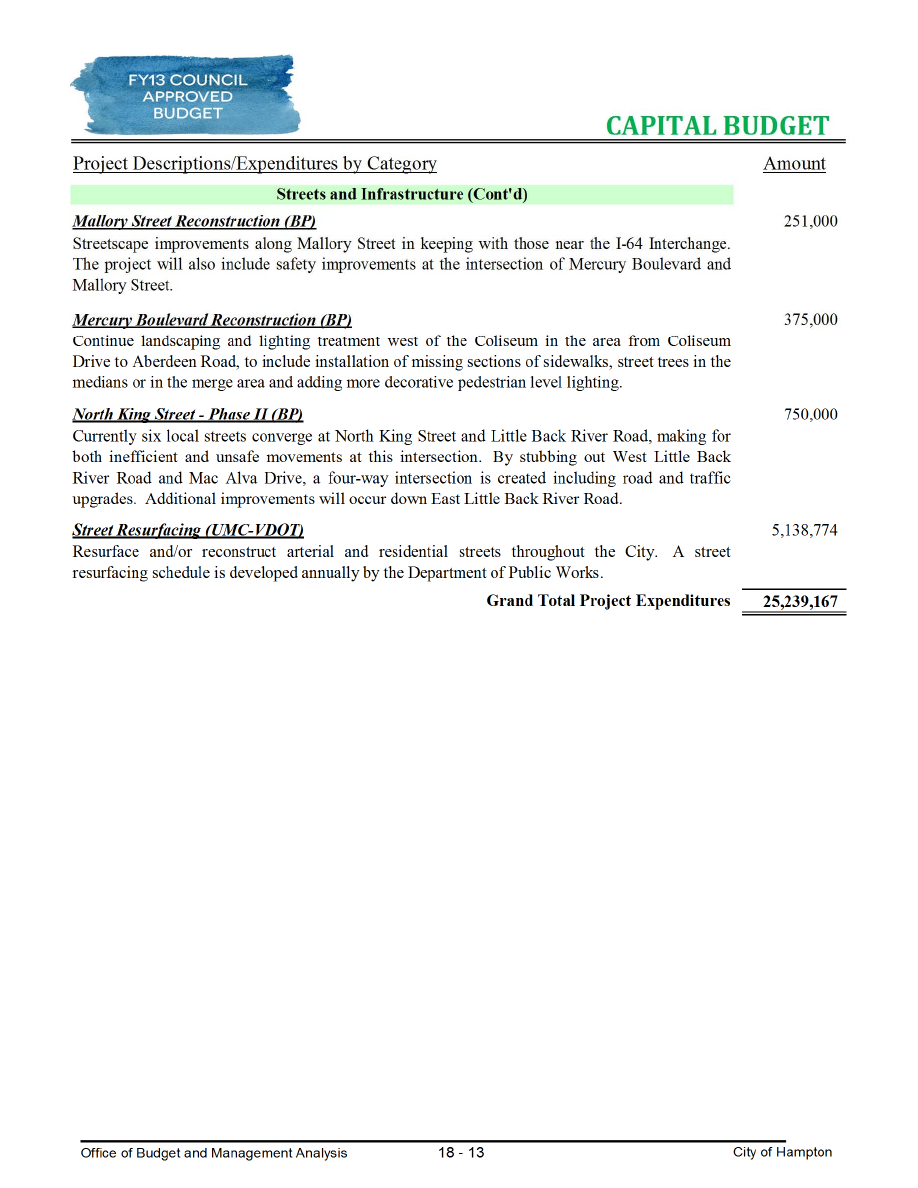 FY13 COUNCIL
APPROVED
BUDGET
CAPITAL BUDGET
Project Descriptions/Expenditures by Category Amount
Streets and Infrastructure (Cont'd)
Mallory Street Reconstruction (BP) 251,000
Streetscape improvements along Mallory Street in keeping with those near the I-64 Interchange.
The project will also include safety improvements at the intersection of Mercury Boulevard and
Mallory Street.
Mercury Boulevard Reconstruction (BP) 375,000
Continue landscaping and lighting treatment west of the Coliseum in the area from Coliseum
Drive to Aberdeen Road, to include installation of missing sections of sidewalks, street trees in the
medians or in the merge area and adding more decorative pedestrian level lighting.
North King Street - Phase II (BP) 750,000
Currently six local streets converge at North King Street and Little Back River Road, making for
both inefficient and unsafe movements at this intersection. By stubbing out West Little Back
River Road and Mac Alva Drive, a four-way intersection is created including road and traffic
upgrades. Additional improvements will occur down East Little Back River Road.
Street Resurfacing (UMC-VDOT) 5,138,774
Resurface and/or reconstruct arterial and residential streets throughout the City. A street
resurfacing schedule is developed annually by the Department of Public Works.
Grand Total Project Expenditures 25,239,167
Office of Budget and Management Analysis 18 - 13 City of Hampton